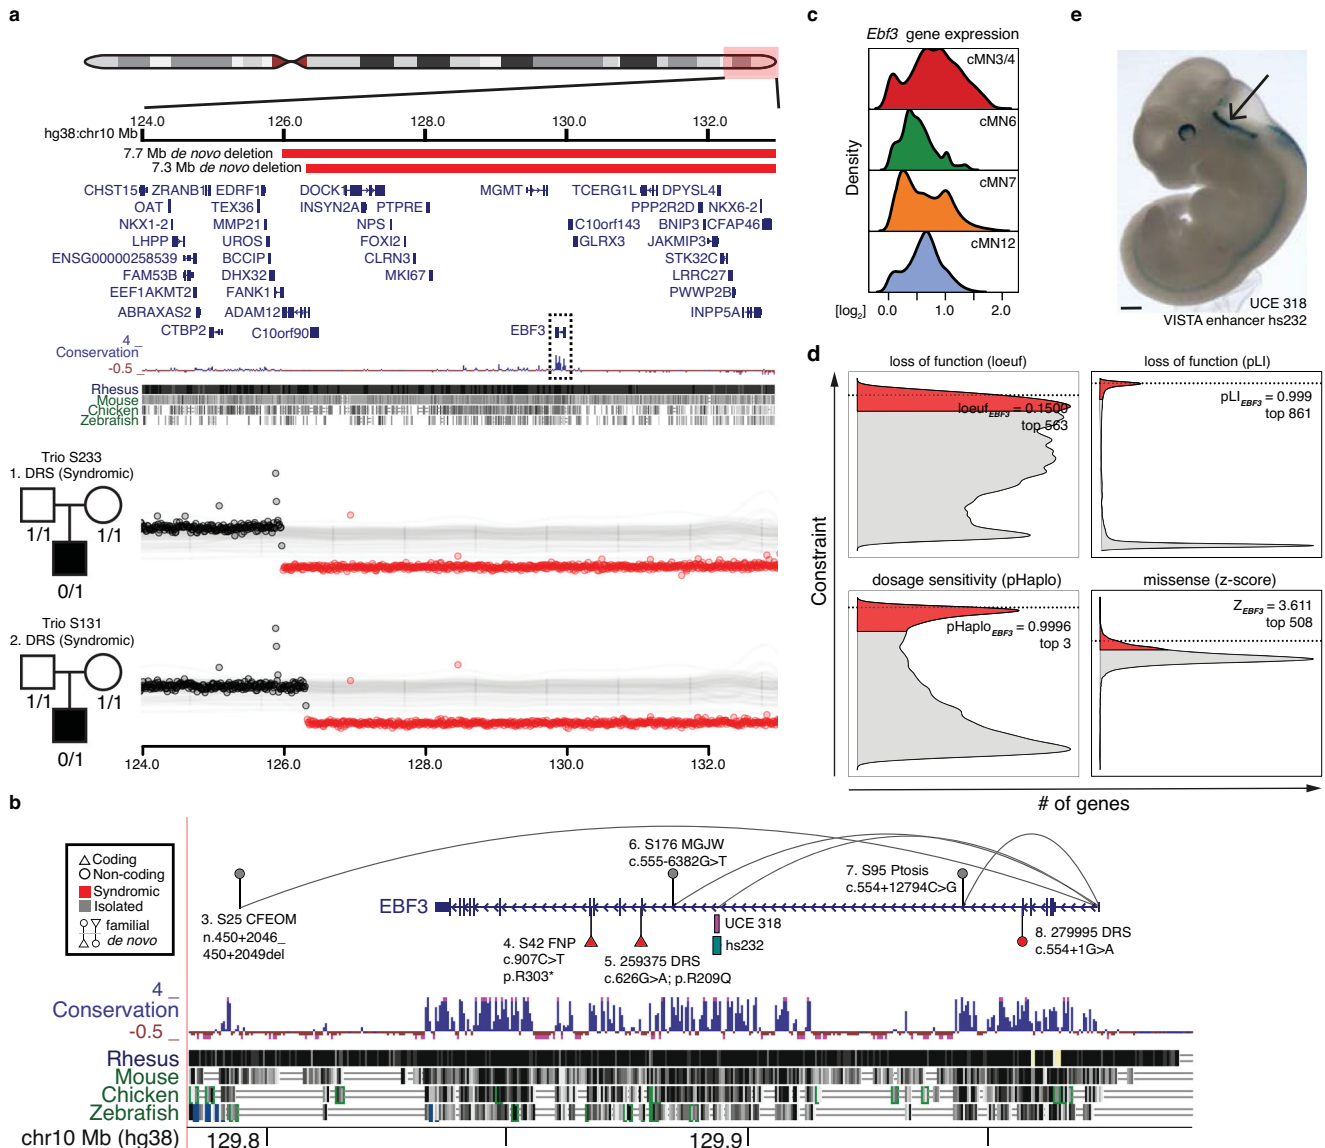 a
124.0 126.0 128.0 130.0 132.0
hg38:chr10 Mb
7.7 Mb de novo deletion
7.3 Mb de novo deletion
CHST15 ZRANB1 EDRF1 DOCK1 MGMT TCERG1L DPYSL4
OAT TEX36 INSYN2A PTPRE PPP2R2D NKX6-2
NKX1-2 MMP21 NPS C10orf143 BNIP3 CFAP46
LHPP UROS FOXI2 GLRX3 JAKMIP3
ENSG00000258539 BCCIP CLRN3 STK32C
FAM53B DHX32 MKI67 LRRC27
EEF1AKMT2 FANK1 PWWP2B
ABRAXAS2 ADAM12 INPP5A
CTBP2 C10orf90 EBF3
4
Conservation
-0.5
Rhesus
Mouse
Chicken
Zebrafish
Trio S233
1. DRS (Syndromic)
1/1 1/1
0/1
Trio S131
2. DRS (Syndromic)
1/1 1/1
0/1
124.0 126.0 128.0 130.0 132.0
b
Coding
Non-coding
Syndromic
Isolated
familial
de novo
3. S25 CFEOM
n.450+2046_
450+2049del
EBF3
4. S42 FNP
c.907C>T
p.R303*
5. 259375 DRS
c.626G>A; p.R209Q
6. S176 MGJW
c.555-6382G>T
UCE 318
hs232
7. S95 Ptosis
c.554+12794C>G
8. 279995 DRS
c.554+1G>A
4
Conservation
-0.5
Rhesus
Mouse
Chicken
Zebrafish
chr10 Mb (hg38) 129.8 129.9
c
Ebf3 gene expression
Density
cMN3/4
cMN6
cMN7
cMN12
[log2] 0.0 1.0 2.0
d
Constraint
loss of function (loeuf)
loeufEBF3 = 0.1500
top 563
loss of function (pLI)
pLIEBF3 = 0.999
top 861
dosage sensitivity (pHaplo)
pHaploEBF3 = 0.9996
top 3
missense (z-score)
ZEBF3 = 3.611
top 508
# of genes
e
UCE 318
VISTA enhancer hs232